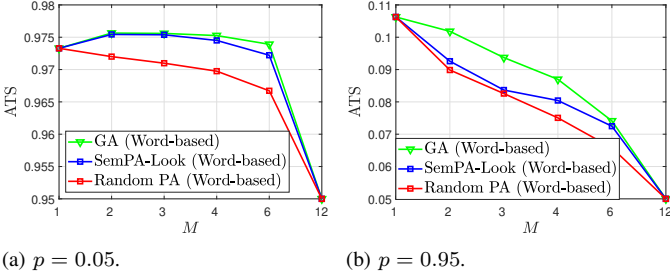 0.98
0.975
0.97
0.965
0.96
0.955
0.95
ATS
GA (Word-based)
SemPA-Look (Word-based)
Random PA (Word-based)
1 2 3 4 6 12
M
(a) p = 0.05.
0.11
0.1
0.09
0.08
0.07
0.06
0.05
ATS
GA (Word-based)
SemPA-Look (Word-based)
Random PA (Word-based)
1 2 3 4 6 12
M
(b) p = 0.95.